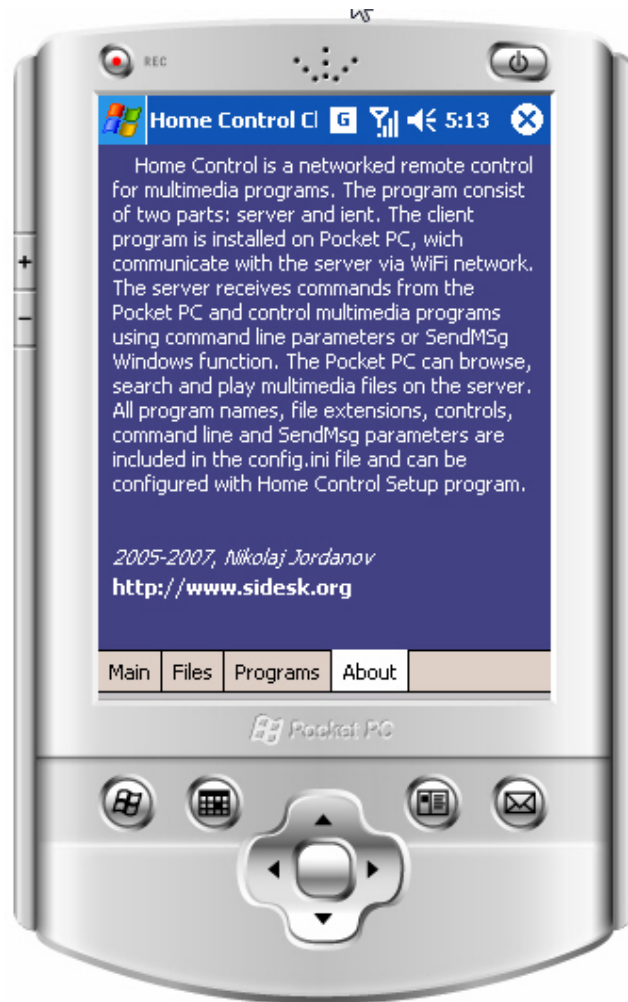 REC
Home Control Cl G 5:13
Home Control is a networked remote control
for multimedia programs. The program consist
of two parts: server and ient. The client
program is installed on Pocket PC, wich
communicate with the server via WiFi network.
The server receives commands from the
Pocket PC and control multimedia programs
using command line parameters or SendMSg
Windows function. The Pocket PC can browse,
search and play multimedia files on the server.
All program names, file extensions, controls,
command line and SendMsg parameters are
included in the config.ini file and can be
configured with Home Control Setup program.
2005-2007, Nikolaj Jordanov
http://www.sidesk.org
Main Files Programs About
Pocket PC
+
−